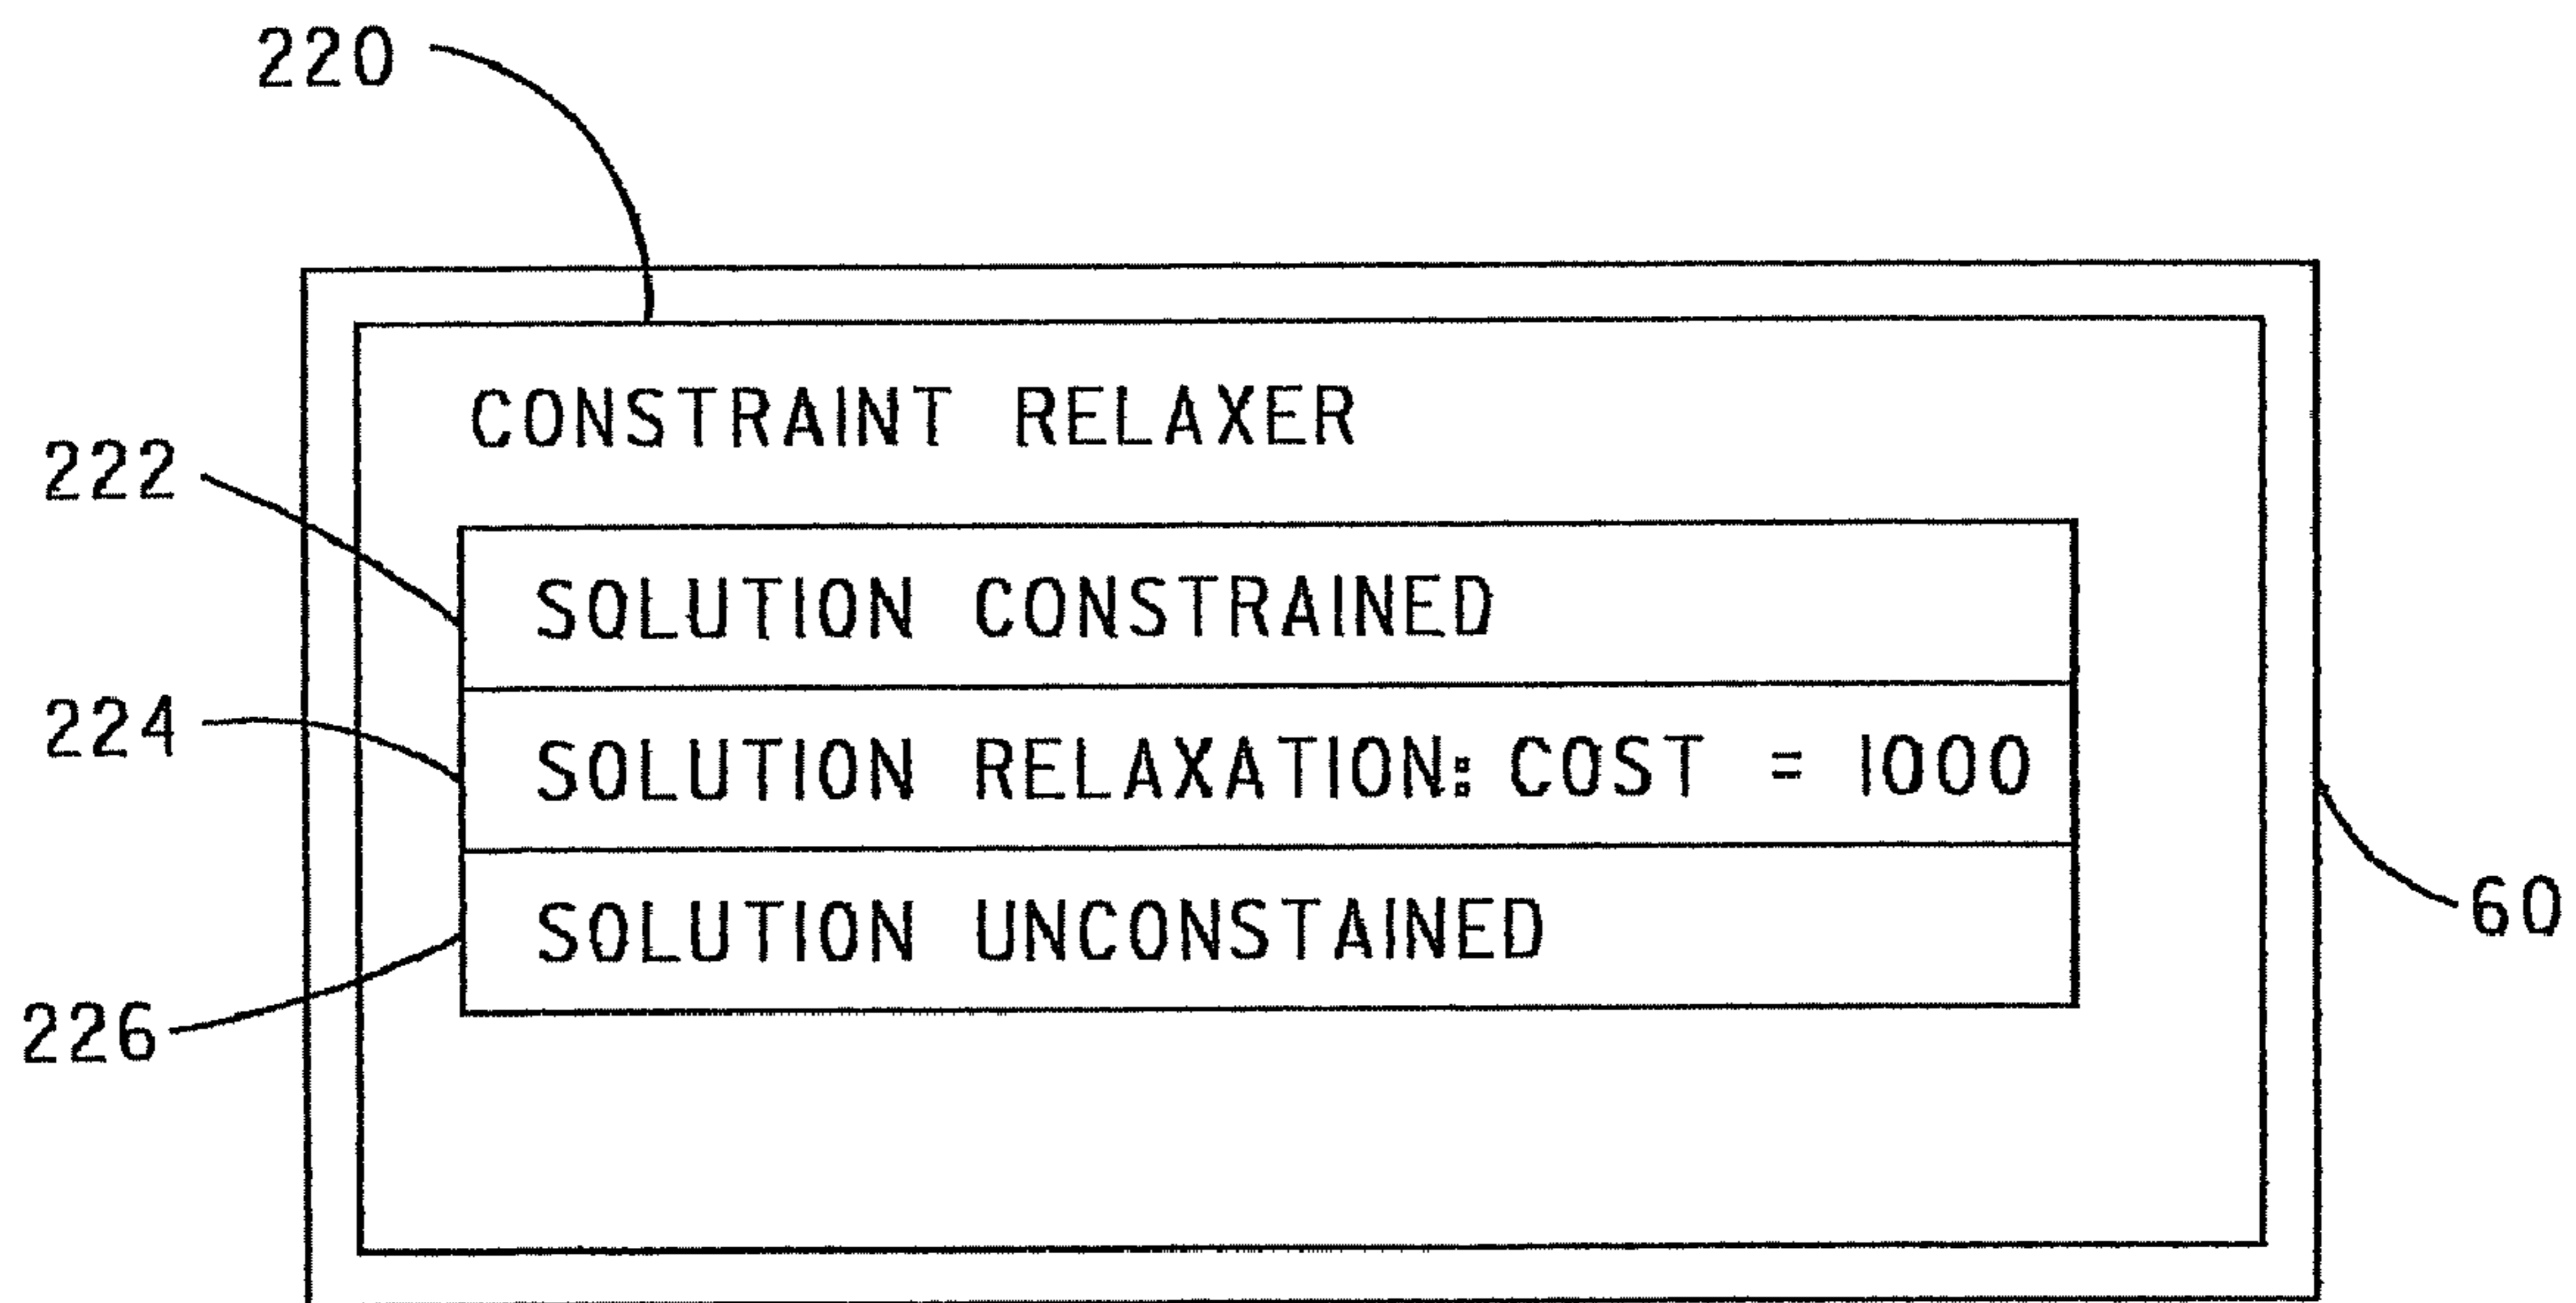 220
CONSTRAINT RELAXER
222
SOLUTION CONSTRAINED
224
SOLUTION RELAXATION: COST = 1000
SOLUTION UNCONSTAINED
60
226